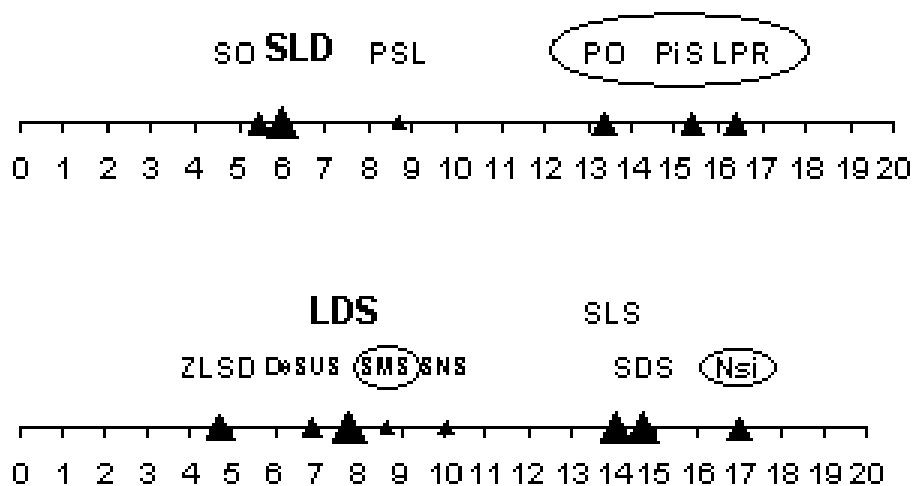 SO SLD PSL PO PiS LPR
0 1 2 3 4 5 6 7 8 9 10 11 12 13 14 15 16 17 18 19 20
LDS SLS
ZLSD DeSUS SMS SNS SDS Nsi
0 1 2 3 4 5 6 7 8 9 10 11 12 13 14 15 16 17 18 19 20